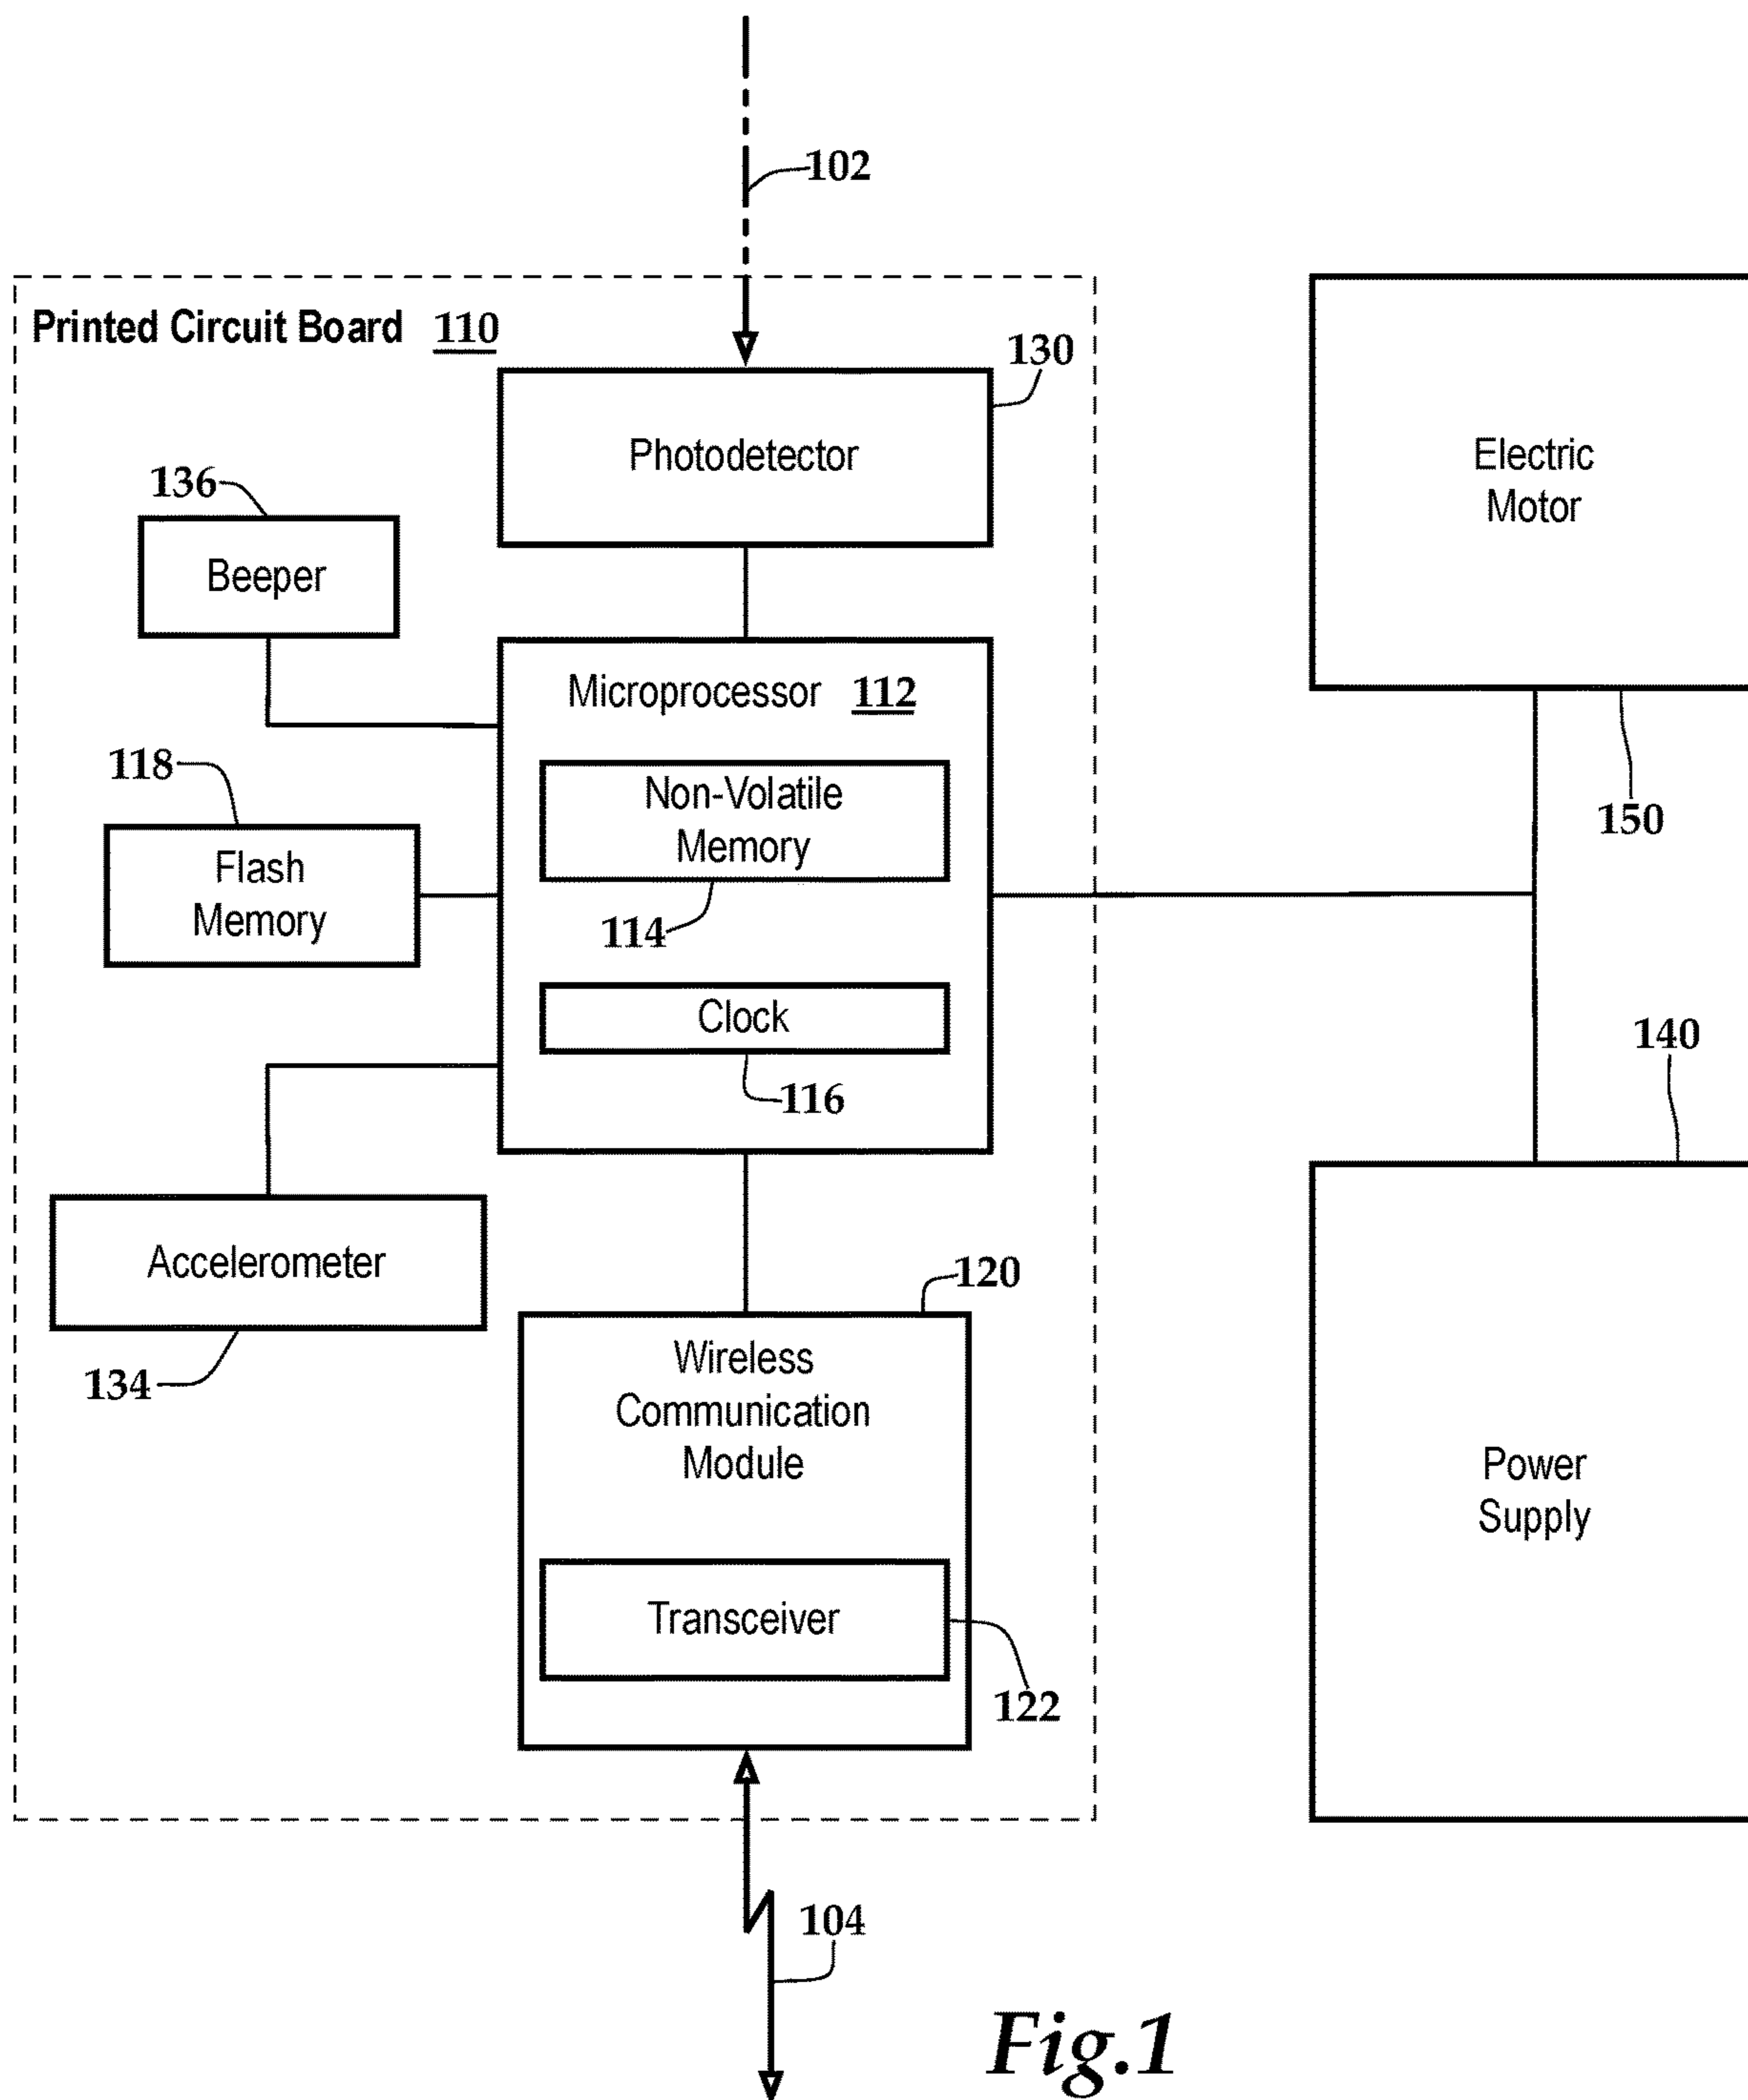 102
Printed Circuit Board 110
130
Photodetector
Electric
Motor
136
Beeper
Microprocessor 112
118
Non-Volatile
Memory
150
Flash
Memory
114
Clock
140
116
Accelerometer
120
134
Wireless
Communication
Module
Power
Supply
Transceiver
122
104
Fig.1